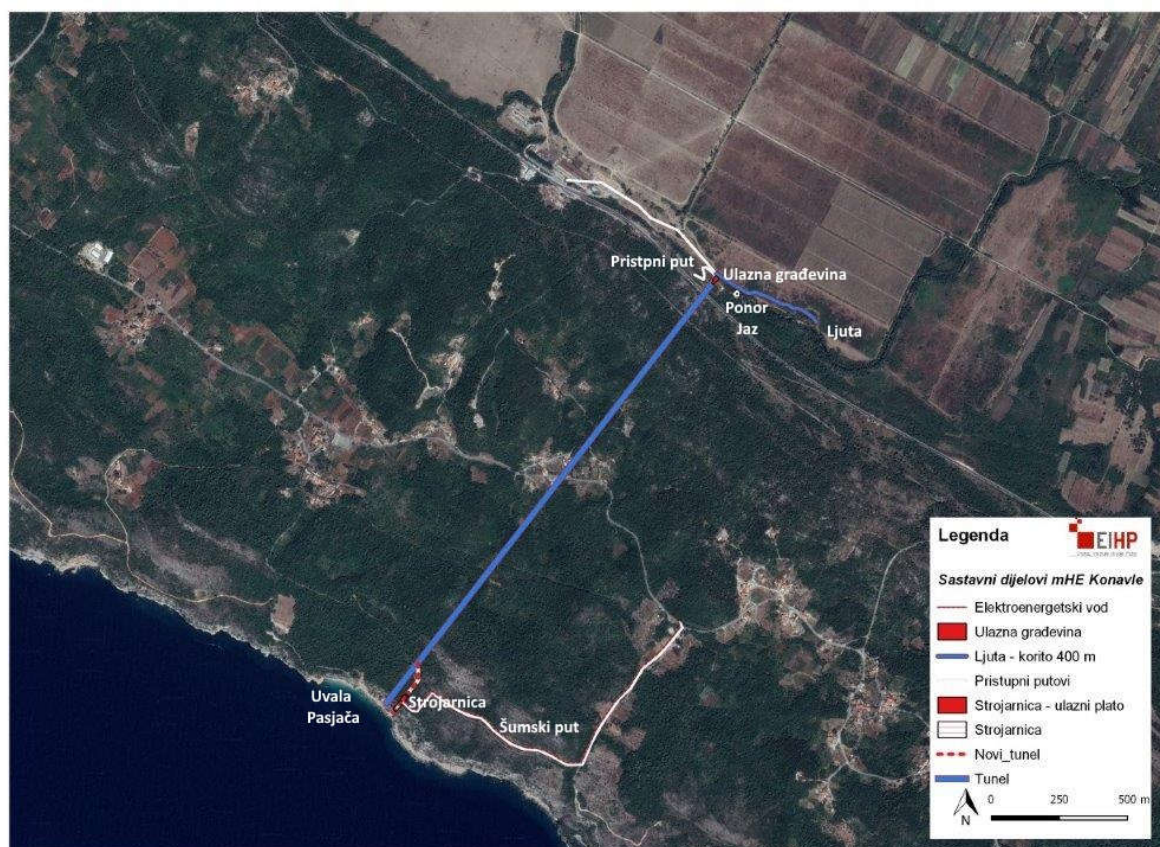 Pristpni put
Ulazna građevina
Ponor
Jaz
Ljuta
Uvala
Pasjača
Strojarnica
Šumski put
Legenda
EIHP
Sastavni dijelovi mHE Konavle
Elektroenergetski vod
Ulazna građevina
Ljuta - korito 400 m
Pristupni putovi
Strojarnica - ulazni plato
Strojarnica
Novi_tunel
Tunel
N
0 250 500 m